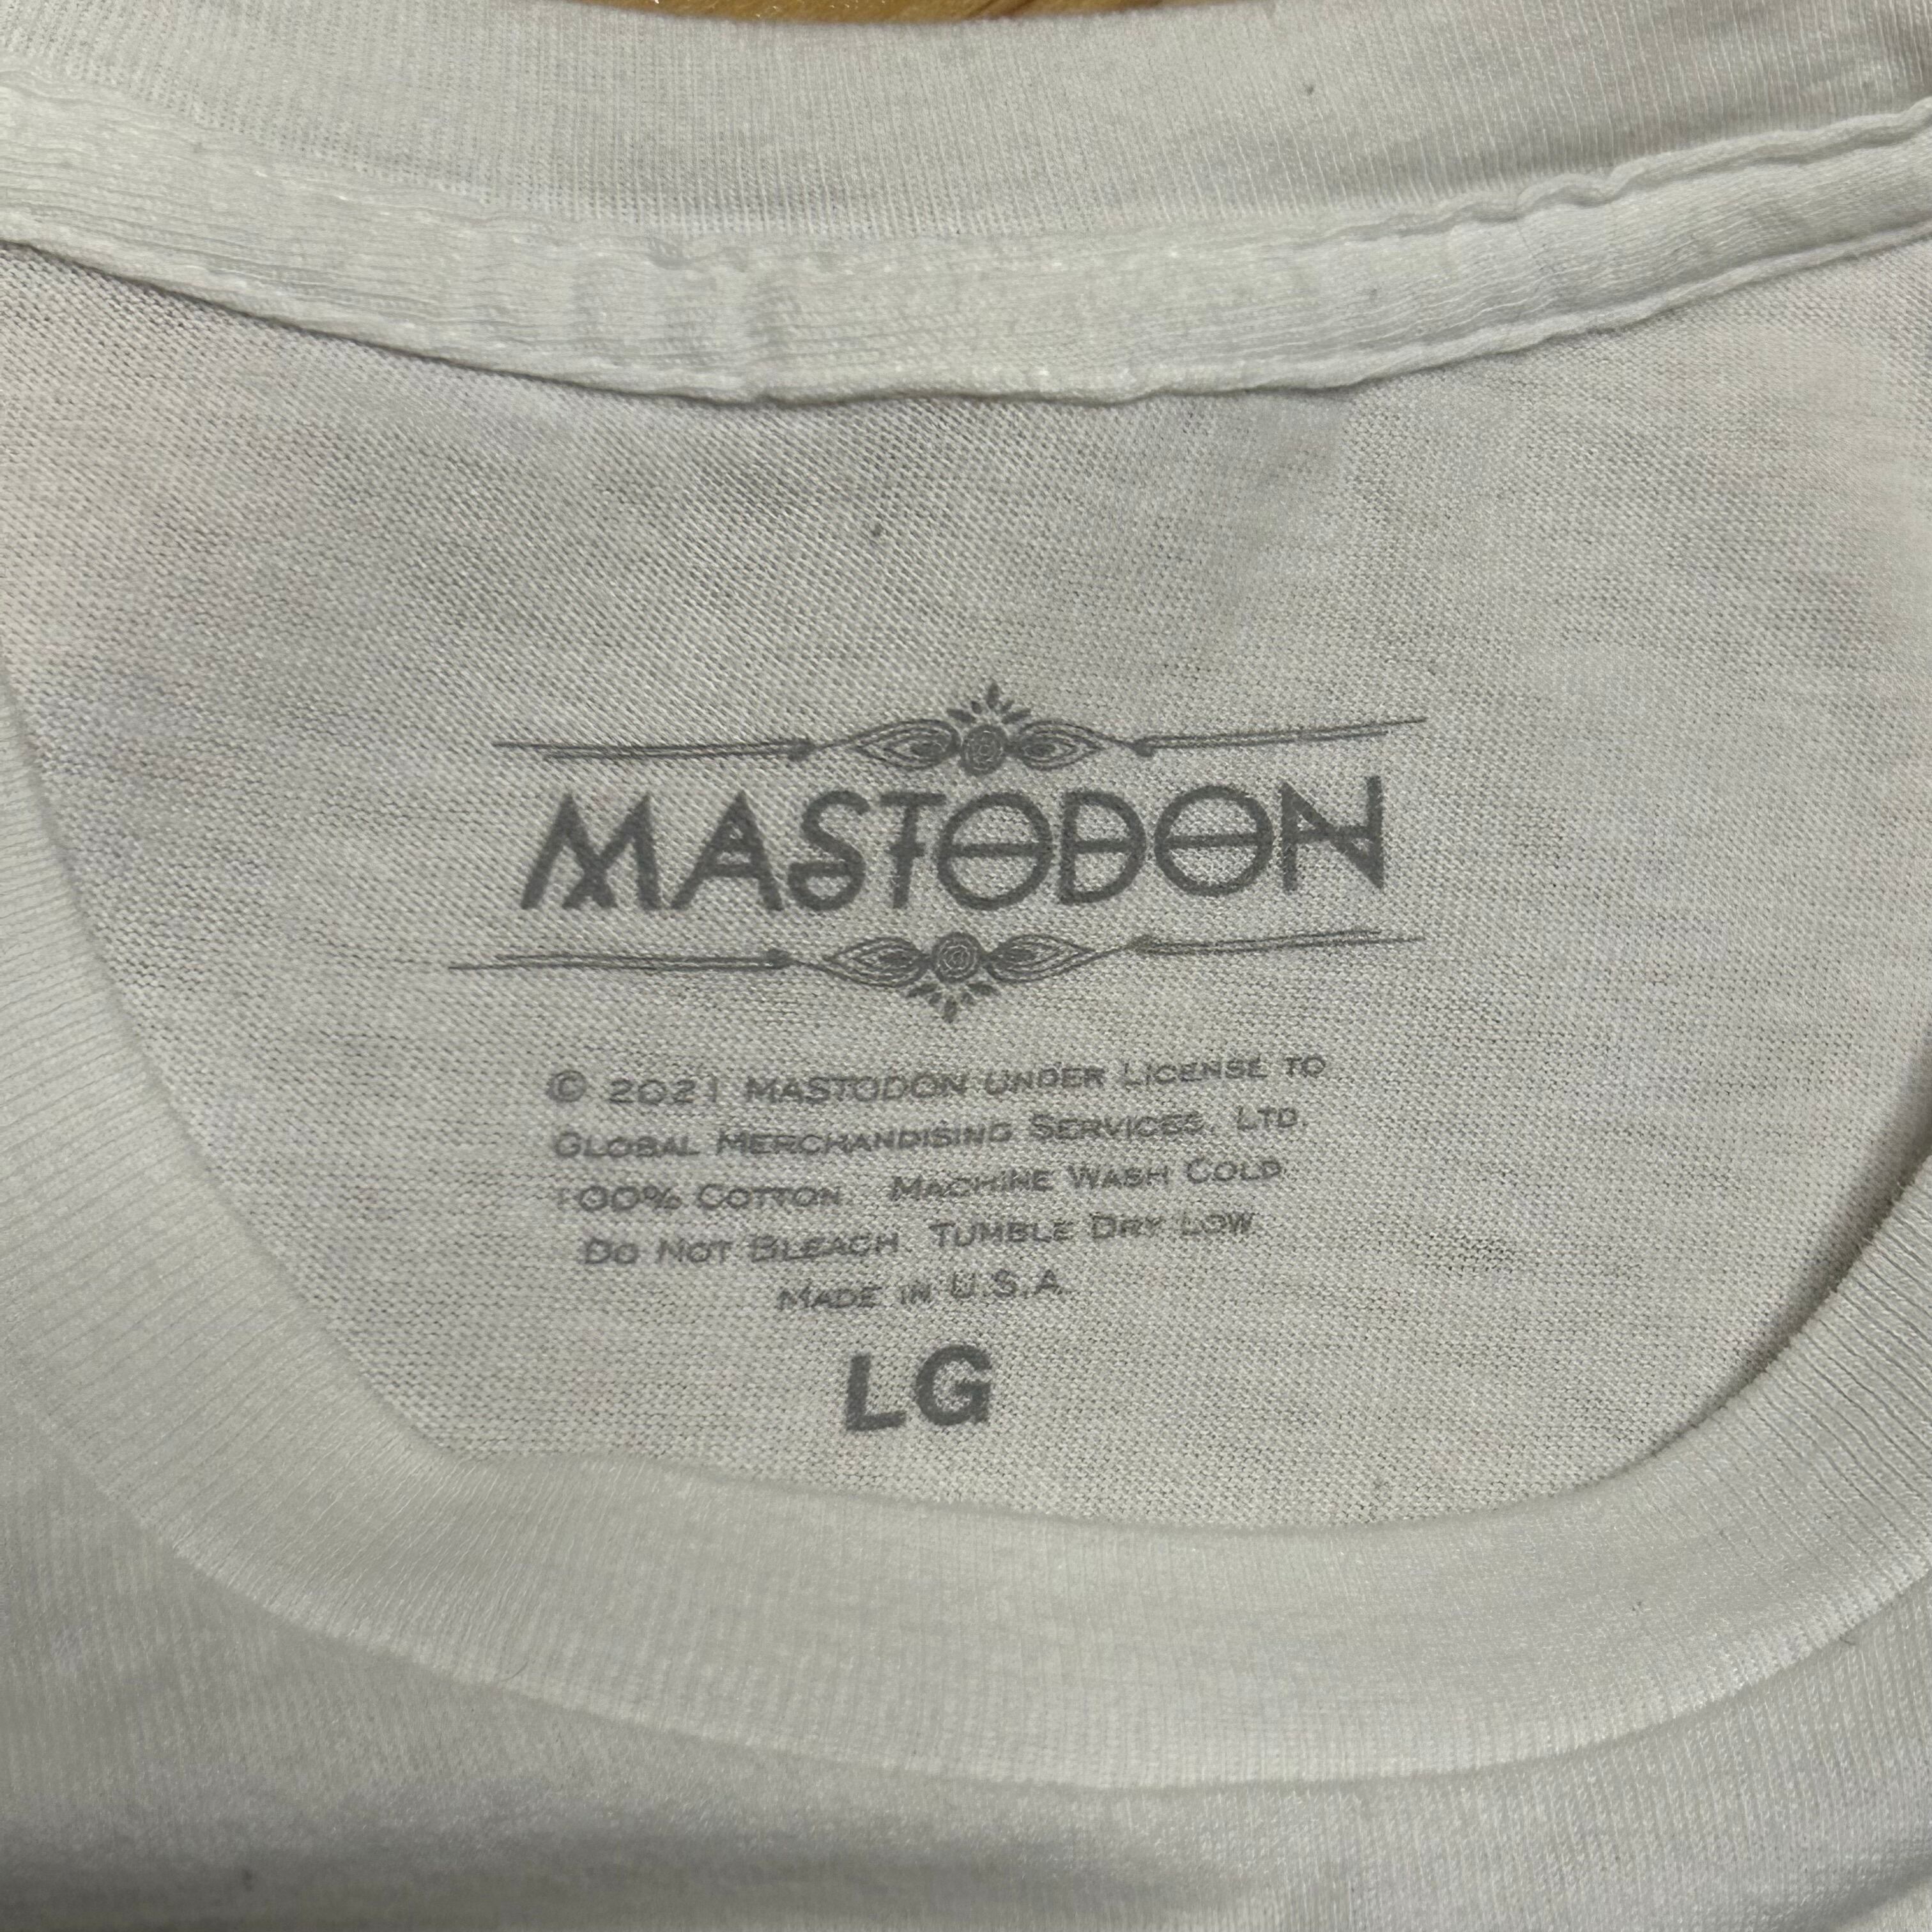 MASTODON
© 2021 MASTODON UNDER LICENSE TO
GLOBAL MERCHANDISING SERVICES, LTD.
100% COTTON. MACHINE WASH COLD.
DO NOT BLEACH. TUMBLE DRY LOW.
MADE IN U.S.A.
LG